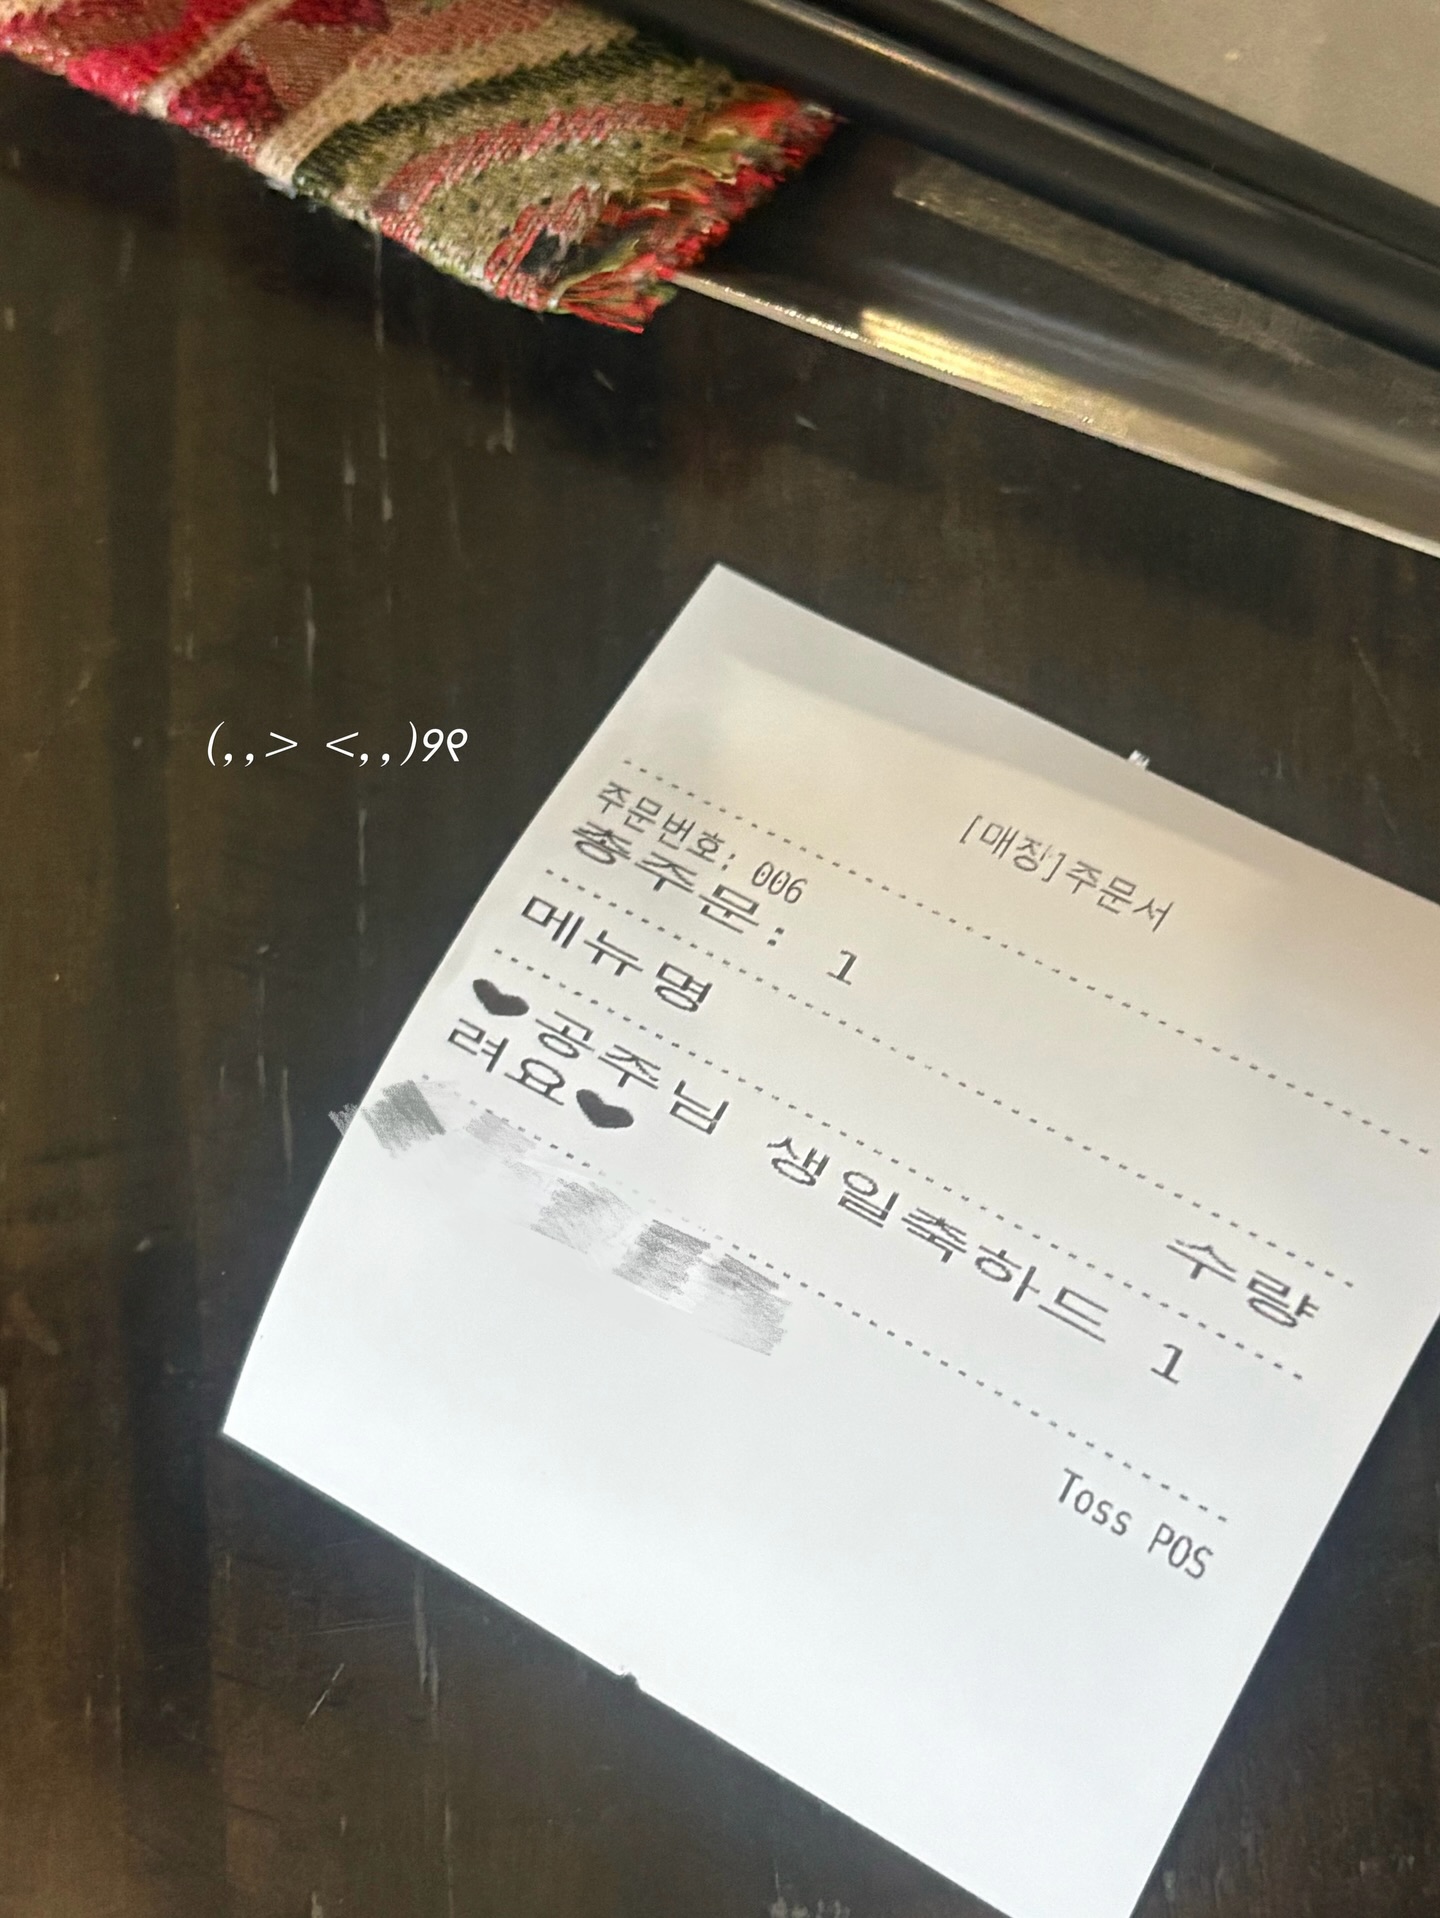 (,,> <,,)୨୧
[매장]주문서
주문번호: 006
총주문: 1
메뉴명 수량
♥공주님 생일축하드 1
려요♥
Toss POS